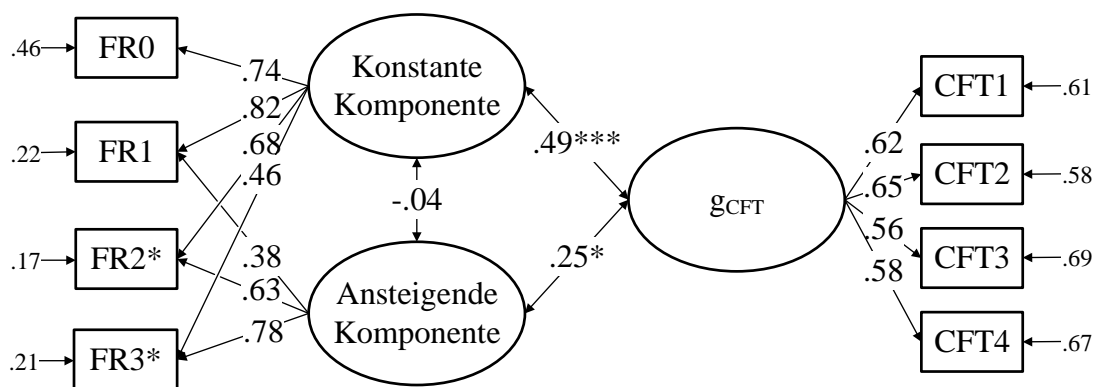 .46
FR0
.22
FR1
.17
FR2*
.21
FR3*
.74
.82
.68
.46
.38
.63
.78
Konstante
Komponente
-.04
Ansteigende
Komponente
.49***
.25*
gCFT
.62
.65
.56
.58
CFT1
.61
CFT2
.58
CFT3
.69
CFT4
.67